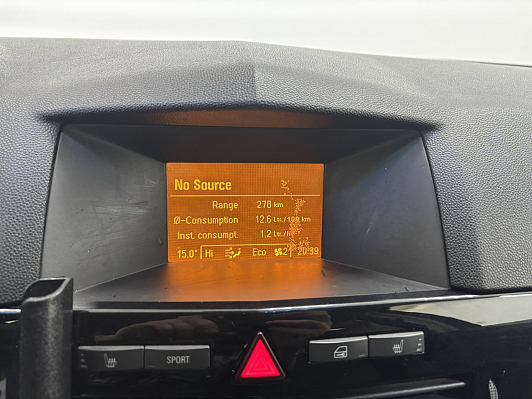 No Source
Range 278 km
Ø-Consumption 12.6 Ltr./100 km
Inst. consumpt. 1.2 Ltr./h
15.0° Hi Eco 2 20:39
SPORT